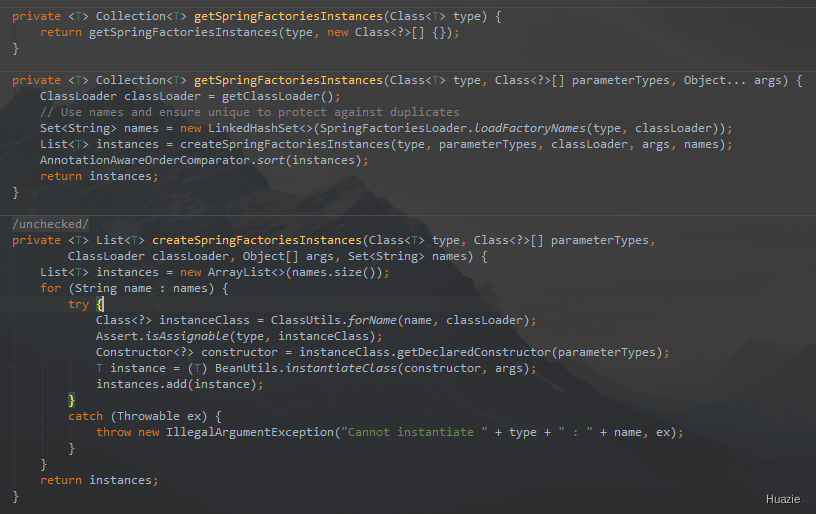 private <T> Collection<T> getSpringFactoriesInstances(Class<T> type) {
    return getSpringFactoriesInstances(type, new Class<?>[] {});
}
private <T> Collection<T> getSpringFactoriesInstances(Class<T> type, Class<?>[] parameterTypes, Object... args) {
    ClassLoader classLoader = getClassLoader();
    // Use names and ensure unique to protect against duplicates
    Set<String> names = new LinkedHashSet<>(SpringFactoriesLoader.loadFactoryNames(type, classLoader));
    List<T> instances = createSpringFactoriesInstances(type, parameterTypes, classLoader, args, names);
    AnnotationAwareOrderComparator.sort(instances);
    return instances;
}
/unchecked/
private <T> List<T> createSpringFactoriesInstances(Class<T> type, Class<?>[] parameterTypes,
        ClassLoader classLoader, Object[] args, Set<String> names) {
    List<T> instances = new ArrayList<>(names.size());
    for (String name : names) {
        try {
            Class<?> instanceClass = ClassUtils.forName(name, classLoader);
            Assert.isAssignable(type, instanceClass);
            Constructor<?> constructor = instanceClass.getDeclaredConstructor(parameterTypes);
            T instance = (T) BeanUtils.instantiateClass(constructor, args);
            instances.add(instance);
        }
        catch (Throwable ex) {
            throw new IllegalArgumentException("Cannot instantiate " + type + " : " + name, ex);
        }
    }
    return instances;
}
Huazie